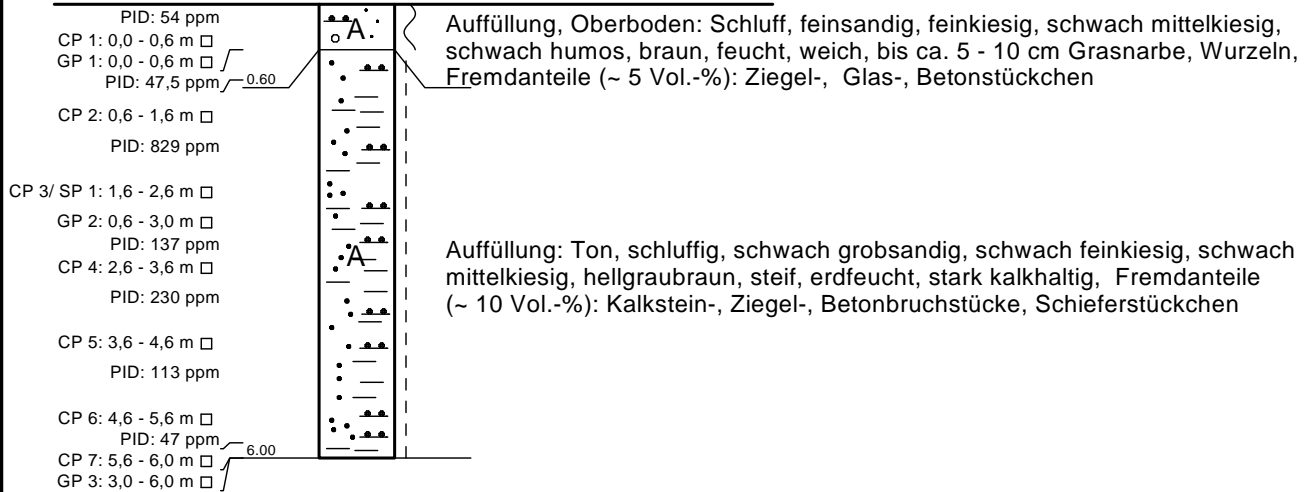 PID: 54 ppm
CP 1: 0,0 - 0,6 m
GP 1: 0,0 - 0,6 m
PID: 47,5 ppm
0.60
CP 2: 0,6 - 1,6 m
PID: 829 ppm
CP 3/ SP 1: 1,6 - 2,6 m
GP 2: 0,6 - 3,0 m
PID: 137 ppm
CP 4: 2,6 - 3,6 m
PID: 230 ppm
CP 5: 3,6 - 4,6 m
PID: 113 ppm
CP 6: 4,6 - 5,6 m
PID: 47 ppm
6.00
CP 7: 5,6 - 6,0 m
GP 3: 3,0 - 6,0 m
A
A
Auffüllung, Oberboden: Schluff, feinsandig, feinkiesig, schwach mittelkiesig,
schwach humos, braun, feucht, weich, bis ca. 5 - 10 cm Grasnarbe, Wurzeln,
Fremdanteile (~ 5 Vol.-%): Ziegel-, Glas-, Betonstückchen
Auffüllung: Ton, schluffig, schwach grobsandig, schwach feinkiesig, schwach
mittelkiesig, hellgraubraun, steif, erdfeucht, stark kalkhaltig, Fremdanteile
(~ 10 Vol.-%): Kalkstein-, Ziegel-, Betonbruchstücke, Schieferstückchen